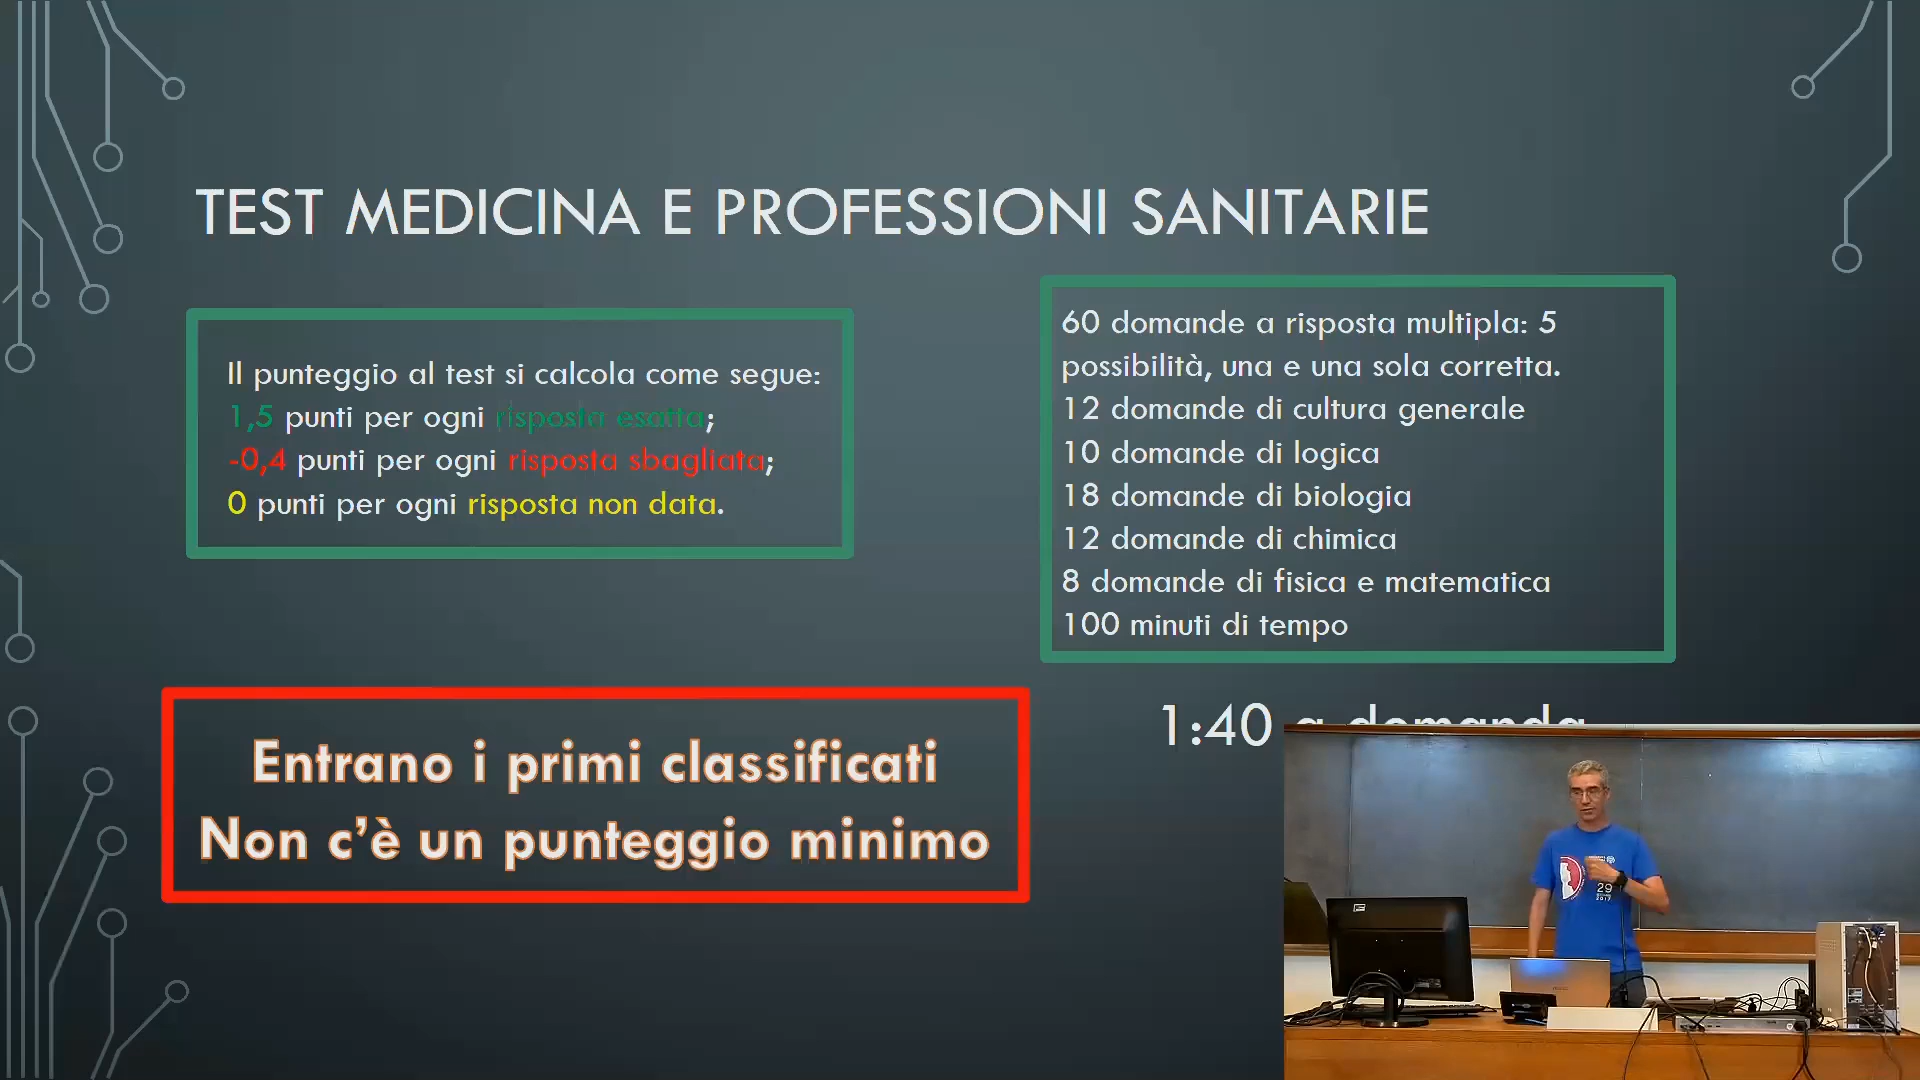 TEST MEDICINA E PROFESSIONI SANITARIE
Il punteggio al test si calcola come segue:
1,5 punti per ogni risposta esatta;
-0,4 punti per ogni risposta sbagliata;
0 punti per ogni risposta non data.
60 domande a risposta multipla: 5
possibilità, una e una sola corretta.
12 domande di cultura generale
10 domande di logica
18 domande di biologia
12 domande di chimica
8 domande di fisica e matematica
100 minuti di tempo
1:40 a domanda
Entrano i primi classificati
Non c’è un punteggio minimo
29
2017